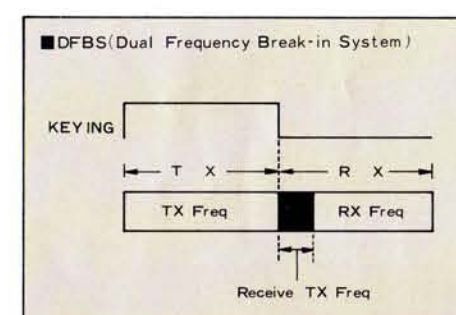 ■DFBS(Dual Frequency Break-in System)
KEYING
T X R X
TX Freq RX Freq
Receive TX Freq